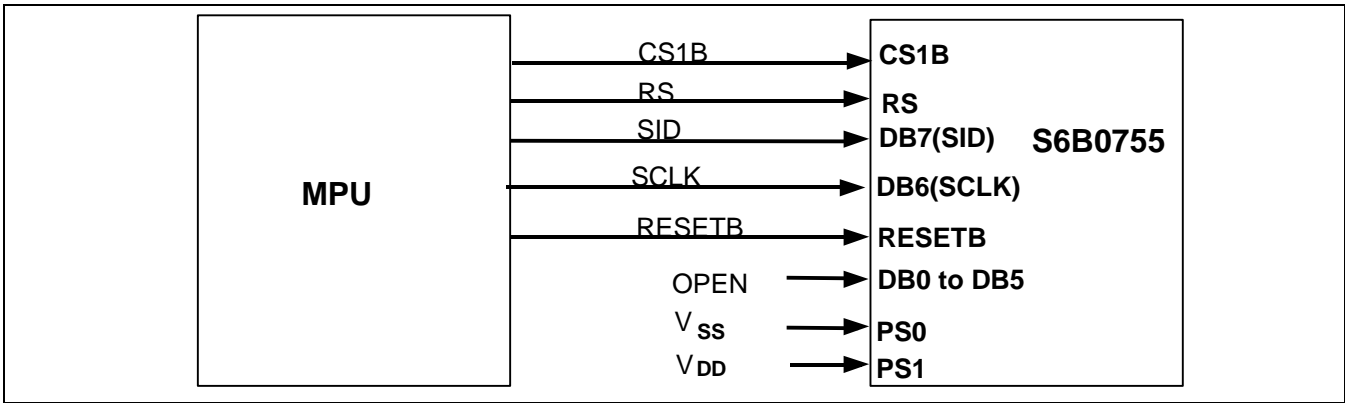 CS1B CS1B
RS RS
SID DB7(SID) S6B0755
MPU SCLK DB6(SCLK)
RESETB RESETB
OPEN DB0 to DB5
VSS PS0
VDD PS1